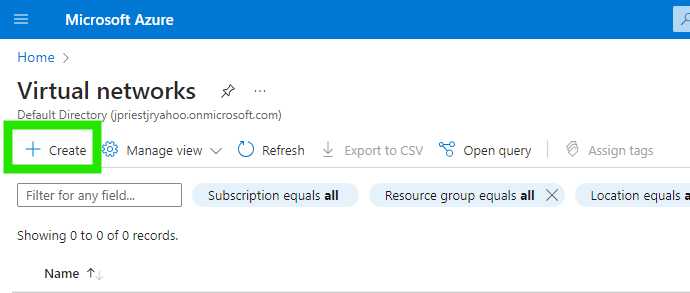 Microsoft Azure
Home
Virtual networks
Default Directory (jpriestjryahoo.onmicrosoft.com)
Create Manage view Refresh Export to CSV Open query Assign tags
Filter for any field... Subscription equals all Resource group equals all Location equals
Showing 0 to 0 of 0 records.
Name